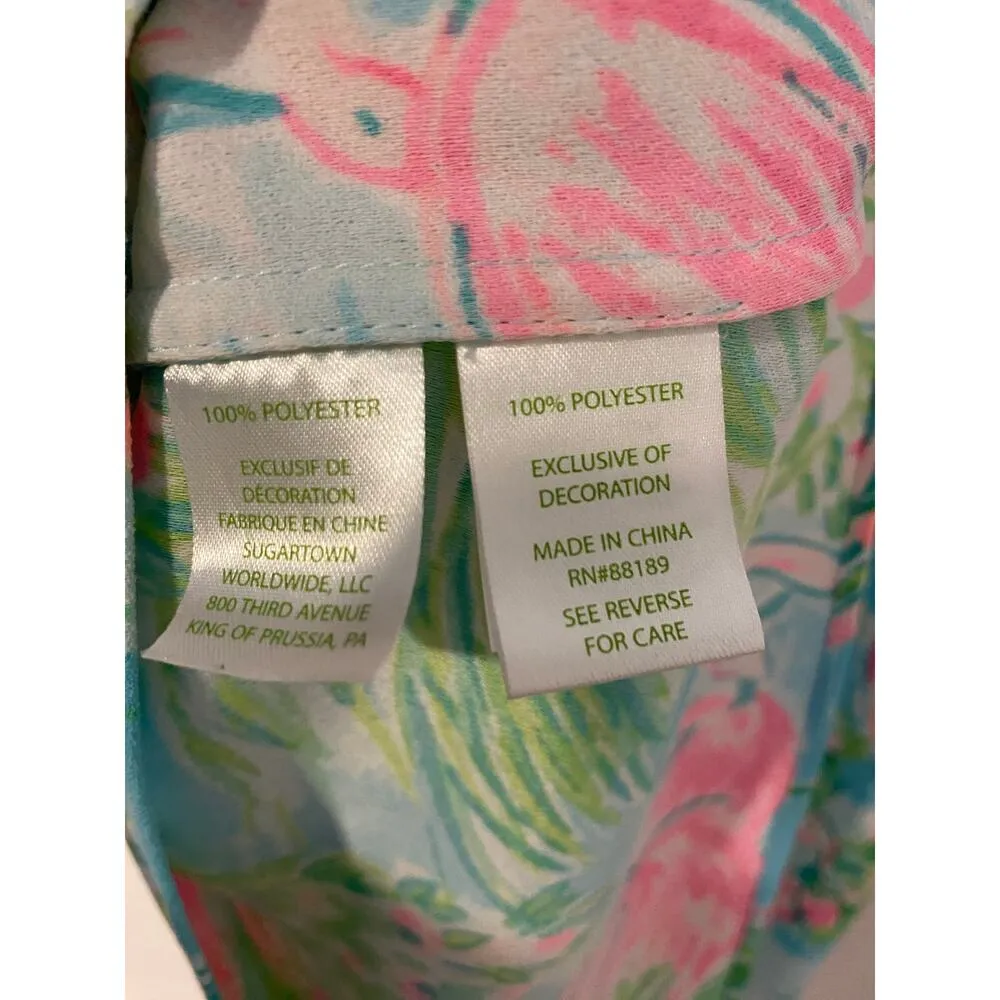 100% POLYESTER
EXCLUSIF DE
DÉCORATION
FABRIQUE EN CHINE
SUGARTOWN
WORLDWIDE, LLC
800 THIRD AVENUE
KING OF PRUSSIA, PA
100% POLYESTER
EXCLUSIVE OF
DECORATION
MADE IN CHINA
RN#88189
SEE REVERSE
FOR CARE